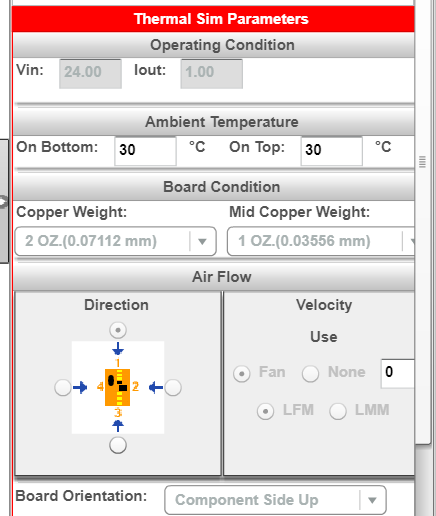 Thermal Sim Parameters
Operating Condition
Vin: 24.00 Iout: 1.00
Ambient Temperature
On Bottom: 30 °C On Top: 30 °C
Board Condition
Copper Weight: Mid Copper Weight:
2 OZ.(0.07112 mm) 1 OZ.(0.03556 mm)
Air Flow
Direction Velocity
Use
1
4 2
3
Fan None 0
LFM LMM
Board Orientation: Component Side Up